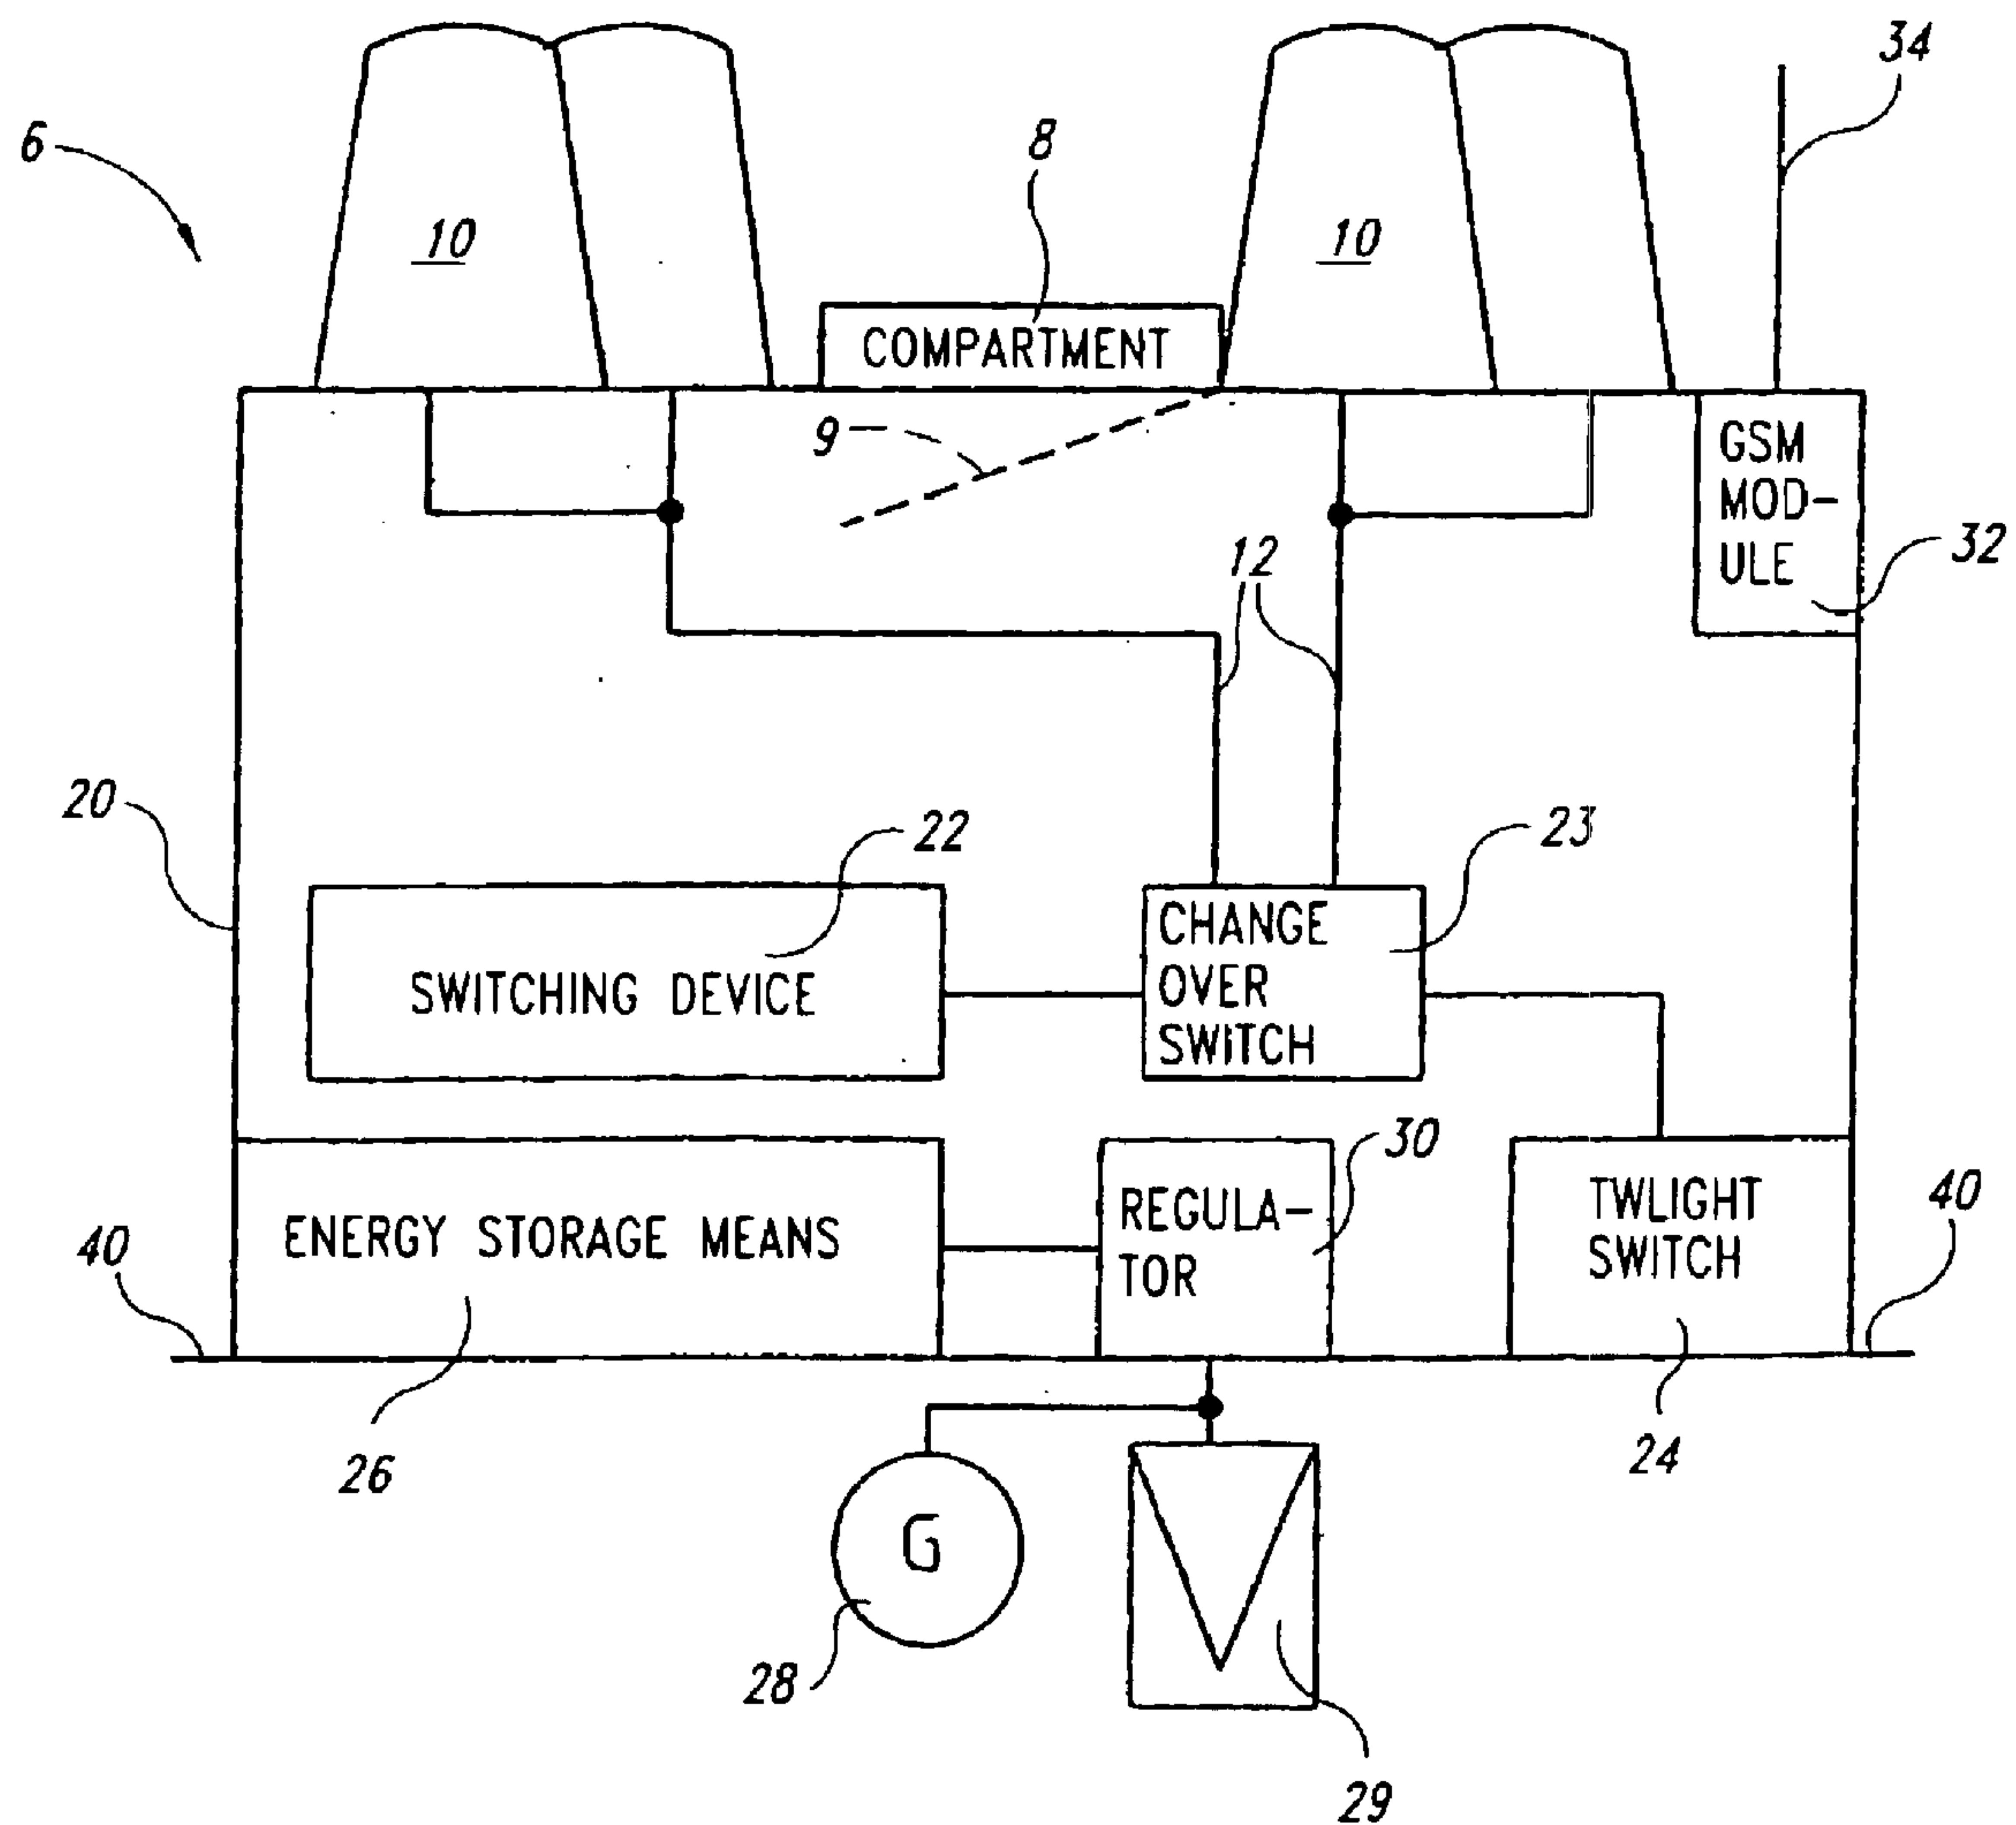 34
6
8
10
10
COMPARTMENT
9
GSM
MOD-
ULE
32
12
20
22
23
SWITCHING DEVICE
CHANGE
OVER
SWITCH
30
40
40
ENERGY STORAGE MEANS
REGULA-
TOR
TWLIGHT
SWITCH
26
24
G
28
29